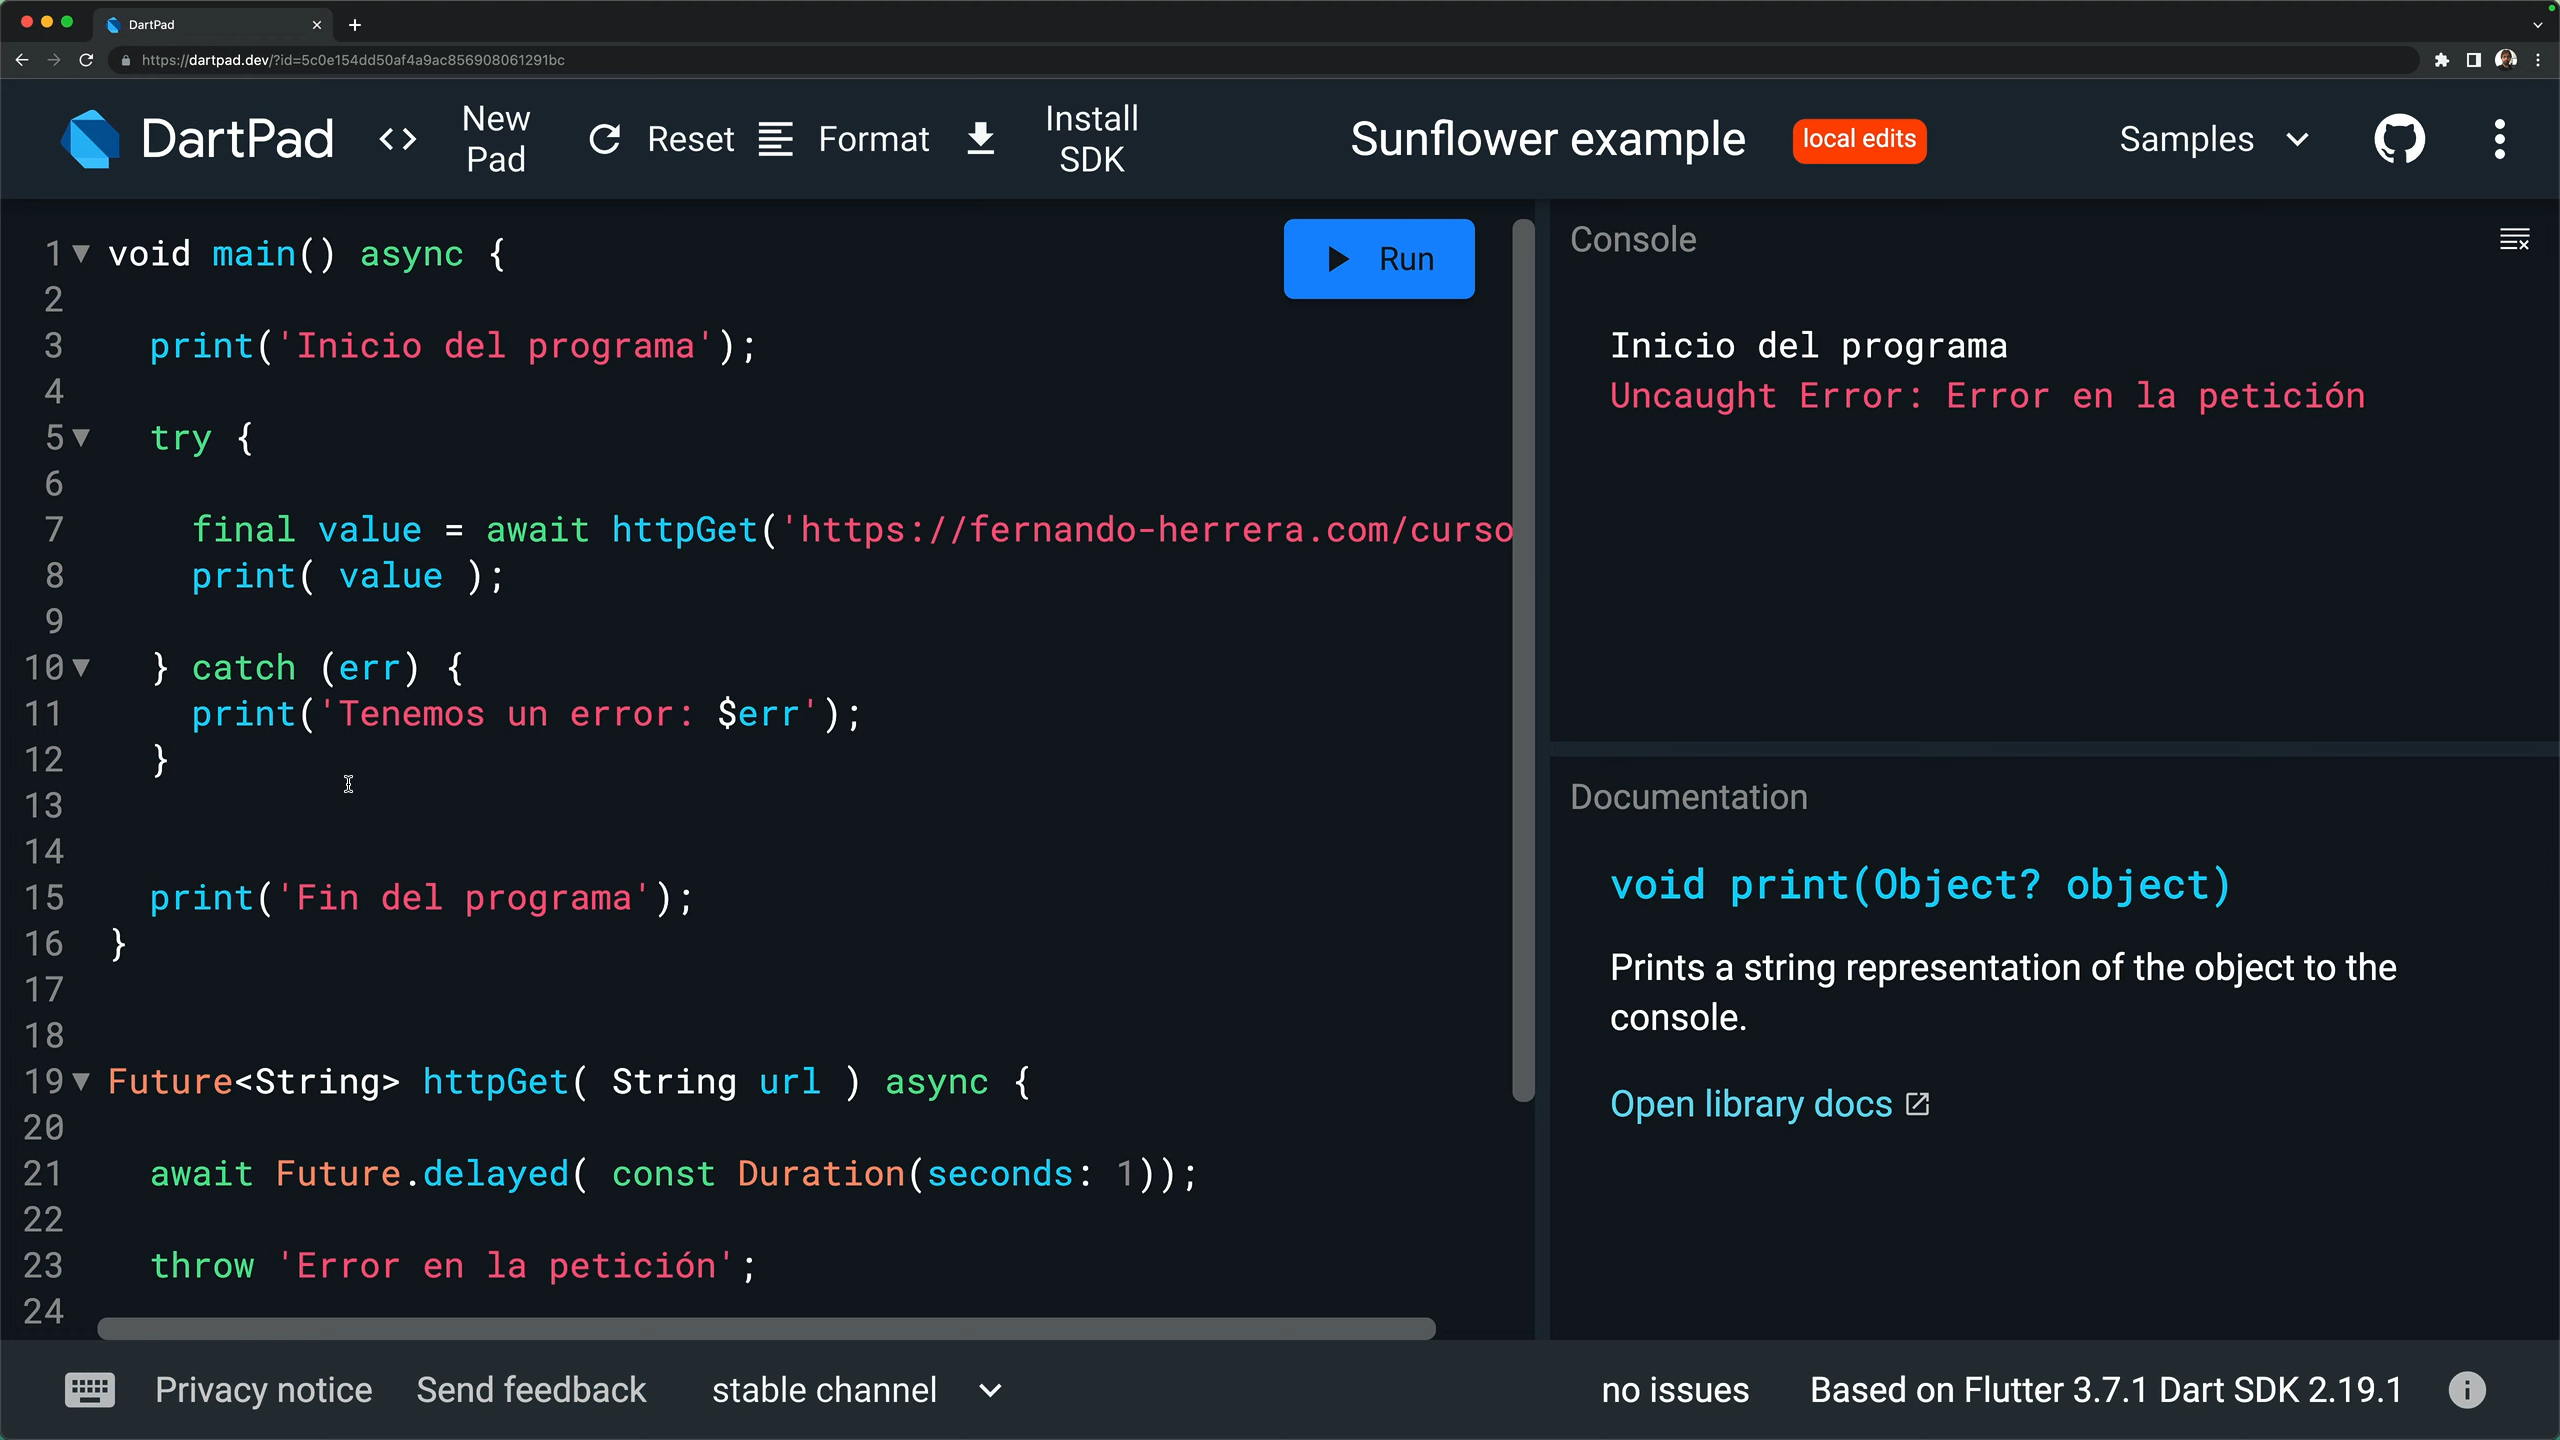 DartPad
https://dartpad.dev/?id=5c0e154dd50af4a9ac856908061291bc
DartPad
<> New Pad
Reset
Format
Install SDK
Sunflower example
local edits
Samples
1 void main() async {
2
3 print('Inicio del programa');
4
5 try {
6
7 final value = await httpGet('https://fernando-herrera.com/curso
8 print( value );
9
10 } catch (err) {
11 print('Tenemos un error: $err');
12 }
13
14
15 print('Fin del programa');
16 }
17
18
19 Future<String> httpGet( String url ) async {
20
21 await Future.delayed( const Duration(seconds: 1));
22
23 throw 'Error en la petición';
24
Run
Console
Inicio del programa
Uncaught Error: Error en la petición
Documentation
void print(Object? object)
Prints a string representation of the object to the
console.
Open library docs
Privacy notice
Send feedback
stable channel
no issues
Based on Flutter 3.7.1 Dart SDK 2.19.1